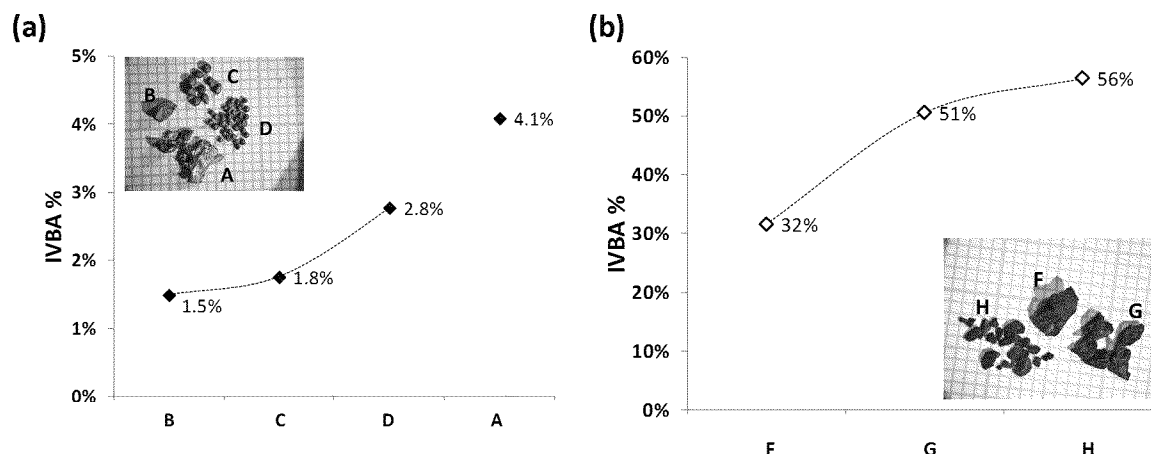 (a)
IVBA %
5%
4%
3%
2%
1%
0%
C
B
D
A
4.1%
2.8%
1.8%
1.5%
B C D A
(b)
IVBA %
60%
50%
40%
30%
20%
10%
0%
56%
51%
32%
F
H
G
F G H